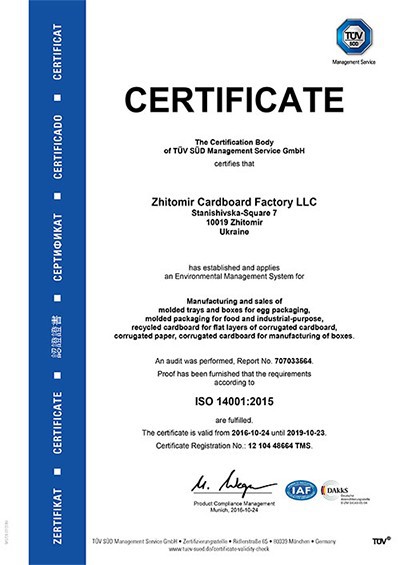 TÜV
SÜD
Management Service
CERTIFICATE
The Certification Body
of TÜV SÜD Management Service GmbH
certifies that
Zhitomir Cardboard Factory LLC
Stanishivska-Square 7
10019 Zhitomir
Ukraine
has established and applies
an Environmental Management System for
Manufacturing and sales of
molded trays and boxes for egg packaging,
molded packaging for food and industrial-purpose,
recycled cardboard for flat layers of corrugated cardboard,
corrugated paper, corrugated cardboard for manufacturing of boxes.
An audit was performed, Report No. 707033564.
Proof has been furnished that the requirements
according to
ISO 14001:2015
are fulfilled.
The certificate is valid from 2016-10-24 until 2019-10-23.
Certificate Registration No.: 12 104 48664 TMS.
Product Compliance Management
Munich, 2016-10-24
IAF
DAkkS
TÜV SÜD Management Service GmbH • Zertifizierungsstelle • Ridlerstraße 65 • 80339 München • Germany
www.tuev-sued.de/certificate-validity-check
TÜV®
ZERTIFIKAT ■ CERTIFICATE ■ 認證證書 ■ СЕРТИФИКАТ ■ CERTIFICADO ■ CERTIFICAT